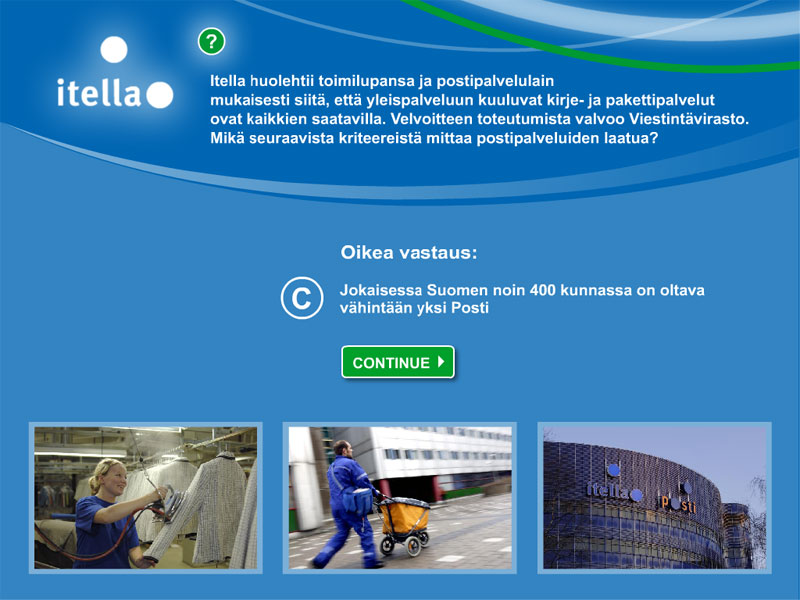 ?
itella
Itella huolehtii toimilupansa ja postipalvelulain
mukaisesti siitä, että yleispalveluun kuuluvat kirje- ja pakettipalvelut
ovat kaikkien saatavilla. Velvoitteen toteutumista valvoo Viestintävirasto.
Mikä seuraavista kriteereistä mittaa postipalveluiden laatua?
Oikea vastaus:
C
Jokaisessa Suomen noin 400 kunnassa on oltava
vähintään yksi Posti
CONTINUE
itella posti